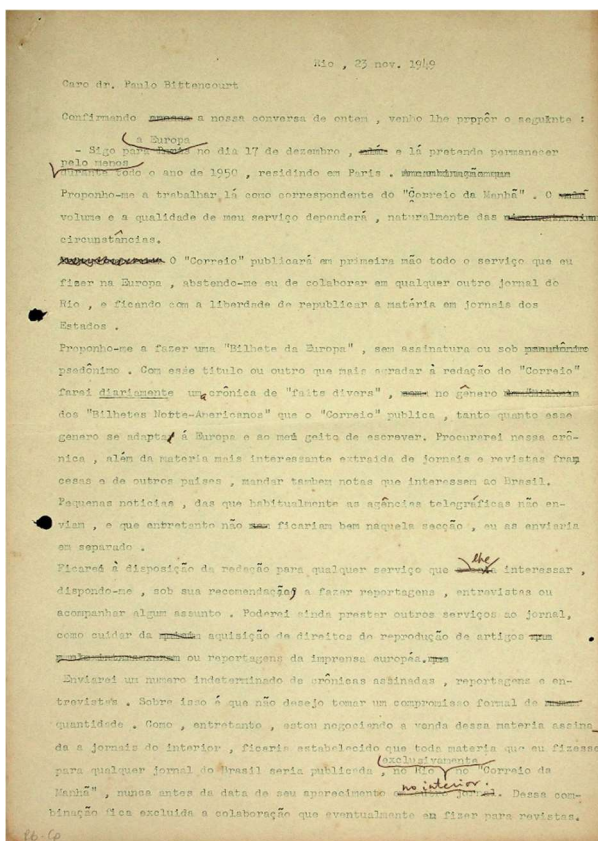 Rio , 23 nov. 1949
Caro dr. Paulo Bittencourt
Confirmando a nossa conversa de ontem , venho lhe propôr o seguinte :
a Europa
- Sigo para Paris no dia 17 de dezembro , e lá pretendo permanecer
pelo menos
durante todo o ano de 1950 , residindo em Paris .
Proponho-me a trabalhar lá como correspondente do "Correio da Manhã" . O
volume e a qualidade de meu serviço dependerá , naturalmente das
circunstâncias.
O "Correio" publicará em primeira mão todo o serviço que eu
fizer na Europa , abstendo-me eu de colaborar em qualquer outro jornal do
Rio , e ficando com a liberdade de republicar a matéria em jornais dos
Estados .
Proponho-me a fazer uma "Bilhete da Europa" , sem assinatura ou sob pseudônimo
psedônimo . Com esse titulo ou outro que mais agradar à redação do "Correio"
farei diariamente uma crônica de "faits divers" , no gênero
dos "Bilhetes Norte-Americanos" que o "Correio" publica , tanto quanto esse
genero se adapta á Europa e ao meu geito de escrever. Procurarei nessa crô-
nica , além da materia mais interessante extraida de jornais e revistas fran
cesas e de outros paises , mandar tambem notas que interessem ao Brasil.
Pequenas noticias , das que habitualmente as agências telegráficas não en-
viam , e que entretanto não ficariam bem naquela secção , eu as enviaria
em separado .
lhe
Ficarei à disposição da redação para qualquer serviço que interessar ,
dispondo-me , sob sua recomendação, a fazer reportagens , entrevistas ou
acompanhar algum assunto . Poderei ainda prestar outros serviços ao jornal,
como cuidar da aquisição de direitos de reprodução de artigos
ou reportagens da imprensa européa.
Enviarei um numero indeterminado de crônicas assinadas , reportagens e en-
trevistas . Sobre isso é que não desejo tomar um compromisso formal de
quantidade . Como , entretanto , estou negociando a venda dessa materia assina_
da a jornais do interior , ficaria estabelecido que toda materia que eu fizesse
exclusivamente
para qualquer jornal do Brasil seria publicada , no Rio , no "Correio da
no interior.
Manhã" , nunca antes da data de seu aparecimento jornal. Dessa com-
binação fica excluida a colaboração que eventualmente eu fizer para revistas.